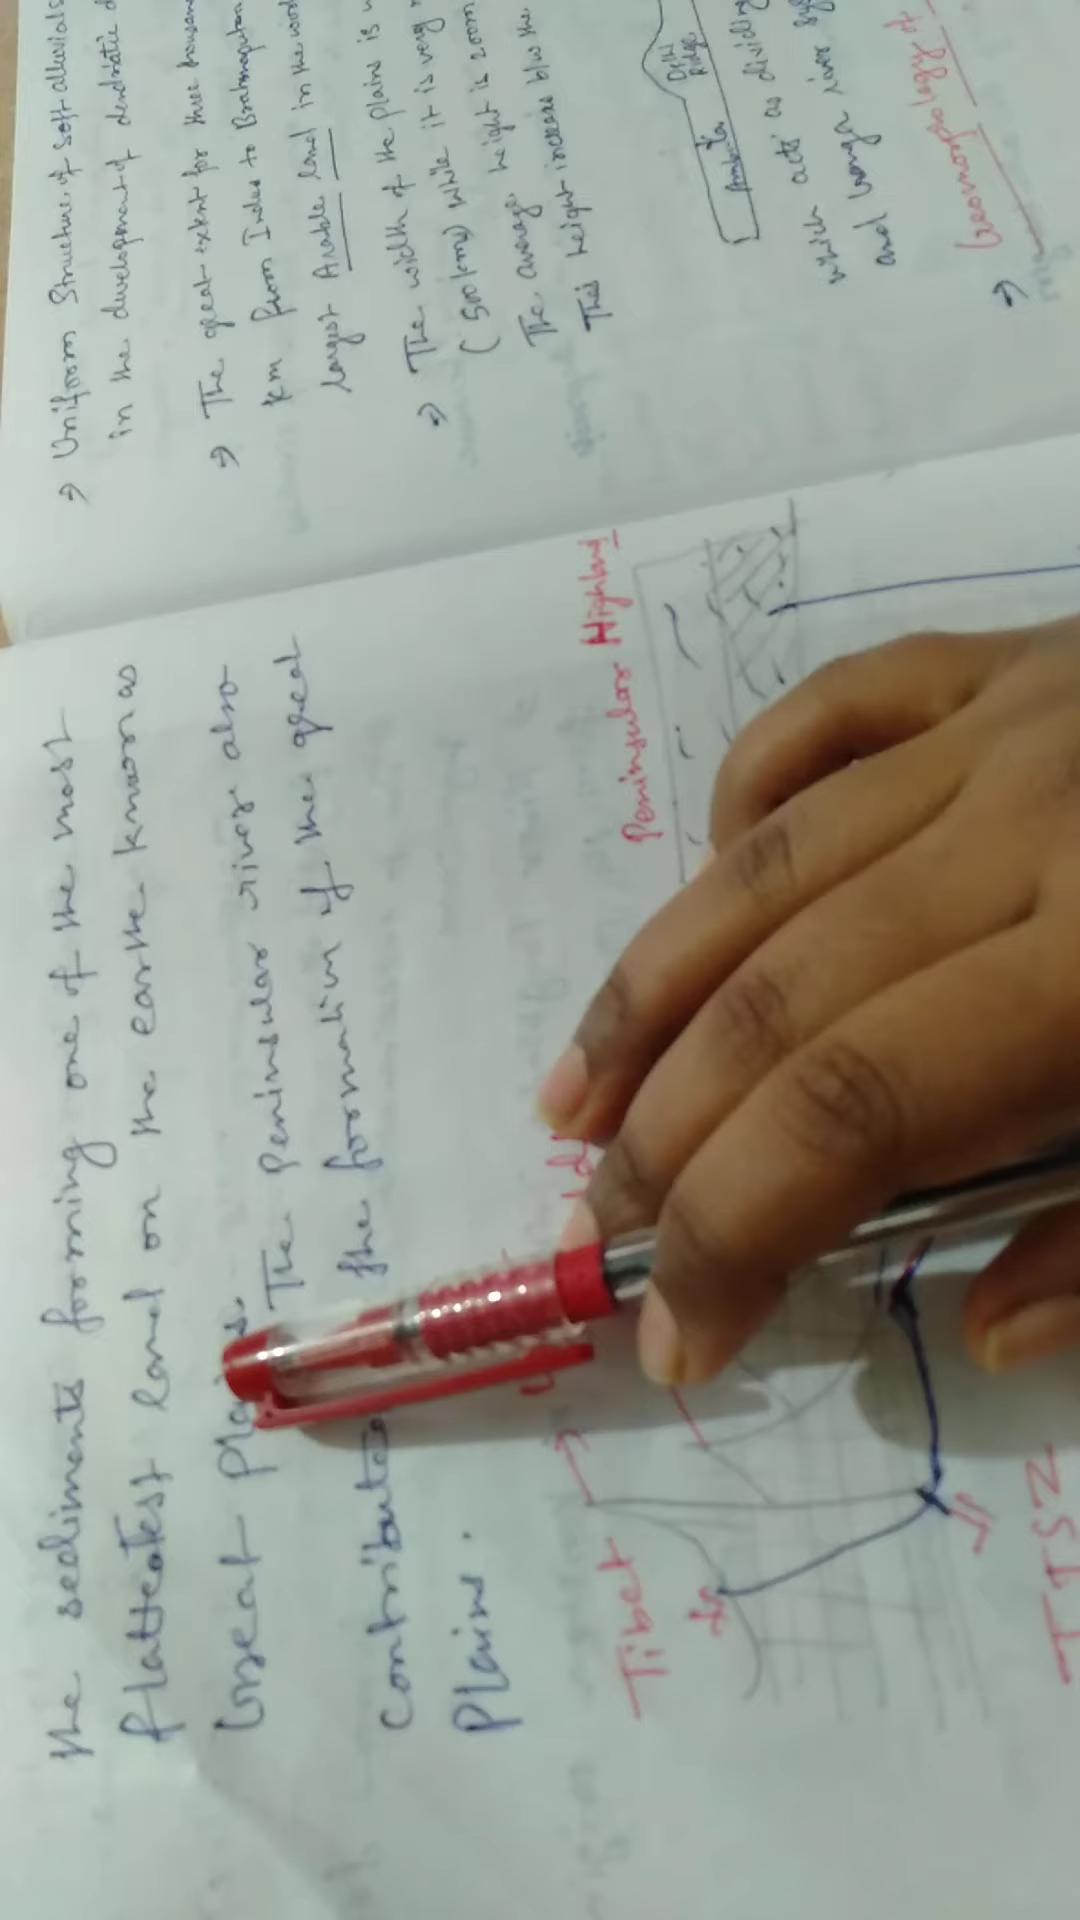 the sediments forming one of the most
flattest land on the earth known as
Great Plains. The Peninsular rivers also
contributes the formation of the great
Plains.
Tibet
Peninsular Highland
ITSZ
→ Uniform Structure of Soft alluvials
in the development of dendratic
→ The great extent for three thousand
km from Indus to Brahmaputra
largest Arable land in the world
→ The width of the plain is
(500km) while it is very
The average height is 200m
This height increase b/w the
Delhi
Ridge
Ambala
which acts as dividing
and Ganga river
→ Geomorphology of